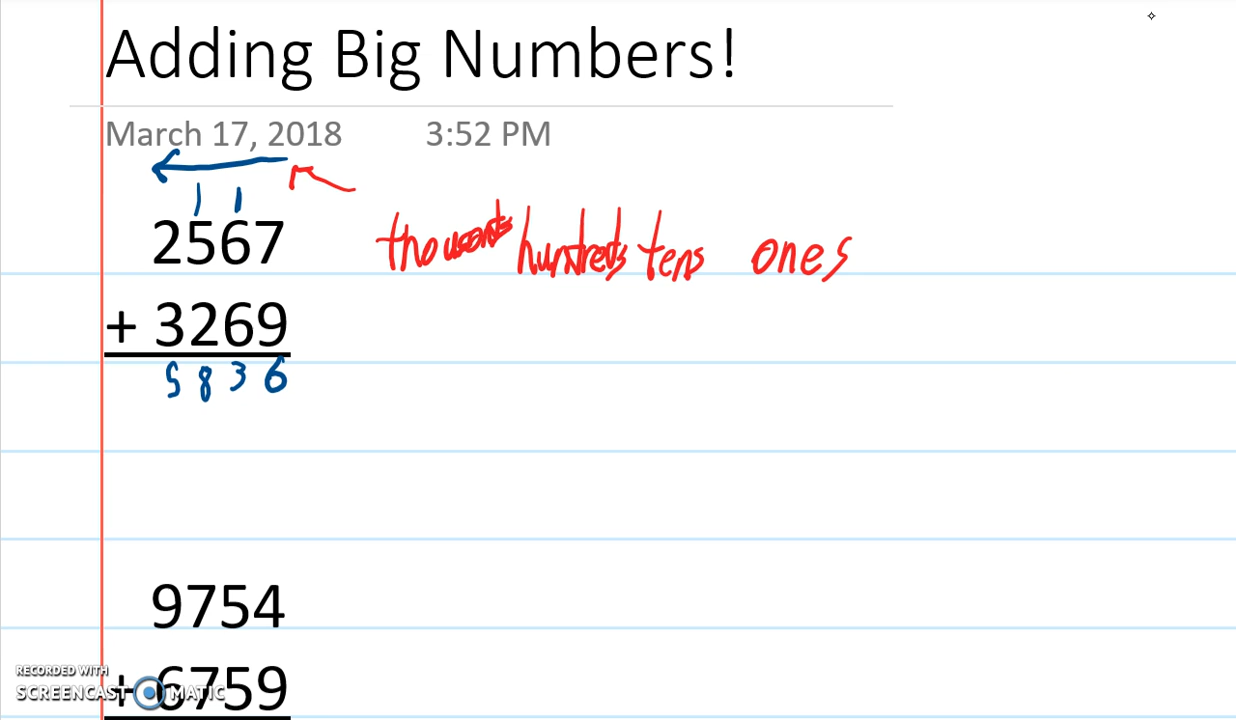 Adding Big Numbers!
March 17, 2018 3:52 PM
1 1
2567 thousands hundreds tens ones
+ 3269
5836
9754
RECORDED WITH
SCREENCAST MATIC
+ 6759